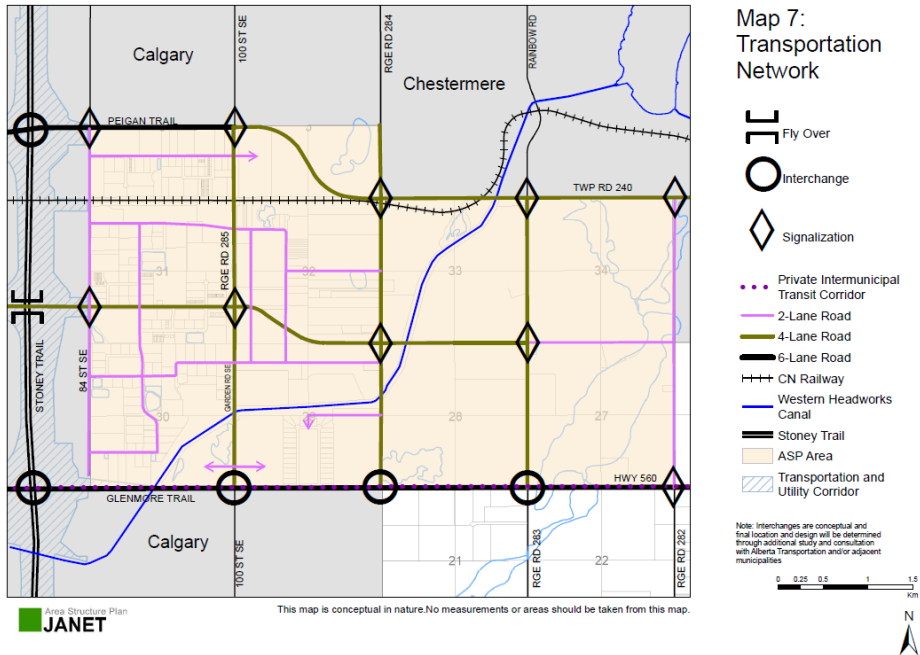 Map 7:
Transportation
Network
Fly Over
Interchange
Signalization
Private Intermunicipal
Transit Corridor
2-Lane Road
4-Lane Road
6-Lane Road
CN Railway
Western Headworks
Canal
Stoney Trail
ASP Area
Transportation and
Utility Corridor
Note: Interchanges are conceptual and
final location and design will be determined
through additional study and consultation
with Alberta Transportation and/or adjacent
municipalities
0 0.25 0.5 1 1.5
Km
N
Calgary
100 ST SE
RGE RD 284
RAINBOW RD
Chestermere
PEIGAN TRAIL
TWP RD 240
RGE RD 285
31
32
33
34
STONEY TRAIL
84 ST SE
GARDEN RD SE
30
28
27
GLENMORE TRAIL
HWY 560
Calgary
100 ST SE
21
RGE RD 283
22
RGE RD 282
Area Structure Plan
JANET
This map is conceptual in nature.No measurements or areas should be taken from this map.